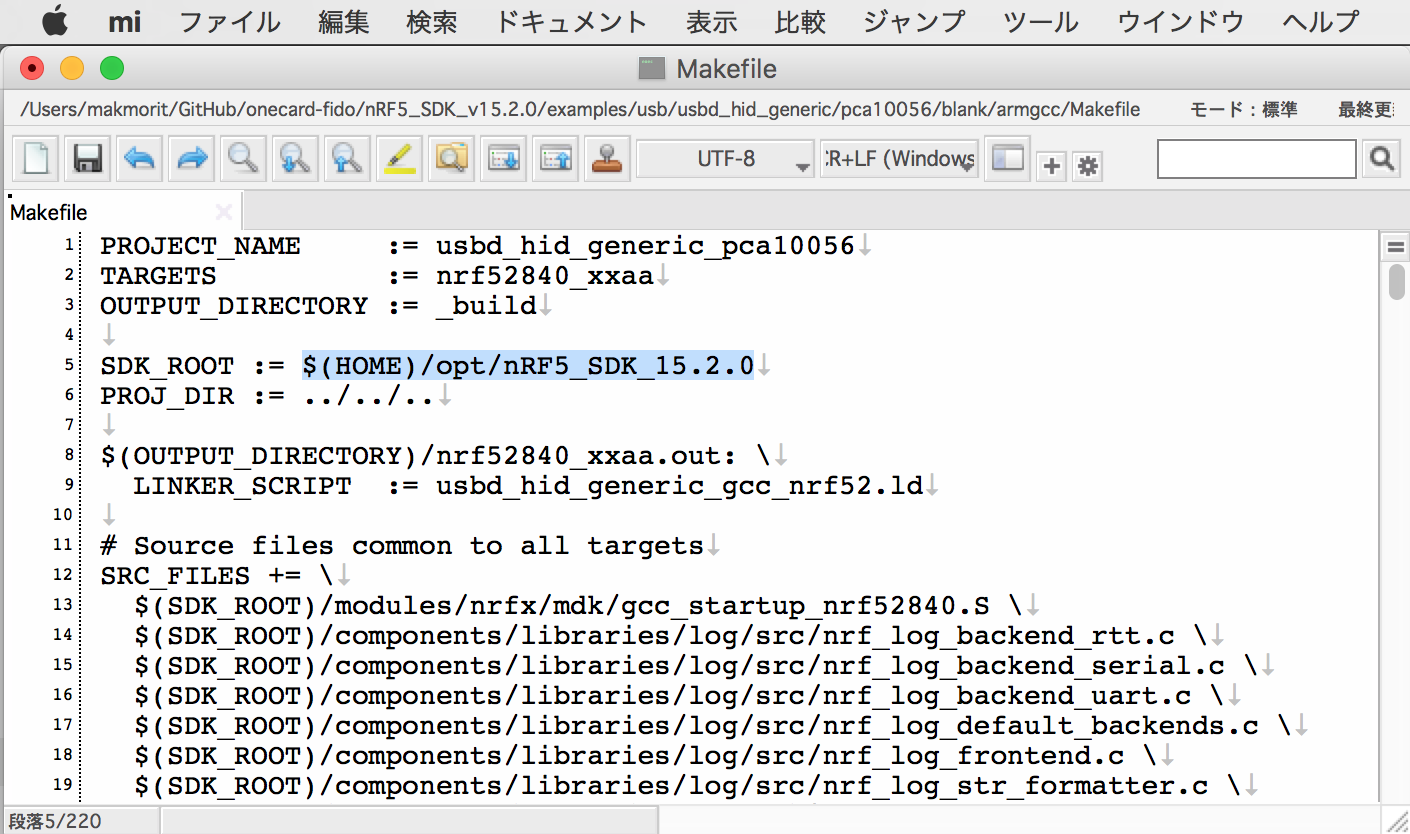 mi ファイル 編集 検索 ドキュメント 表示 比較 ジャンプ ツール ウインドウ ヘルプ
Makefile
/Users/makmorit/GitHub/onecard-fido/nRF5_SDK_v15.2.0/examples/usb/usbd_hid_generic/pca10056/blank/armgcc/Makefile モード：標準 最終更
UTF-8 CR+LF (Windows
Makefile
1 PROJECT_NAME := usbd_hid_generic_pca10056↓
2 TARGETS := nrf52840_xxaa↓
3 OUTPUT_DIRECTORY := _build↓
4 ↓
5 SDK_ROOT := $(HOME)/opt/nRF5_SDK_15.2.0↓
6 PROJ_DIR := ../../..↓
7 ↓
8 $(OUTPUT_DIRECTORY)/nrf52840_xxaa.out: \↓
9 LINKER_SCRIPT := usbd_hid_generic_gcc_nrf52.ld↓
10 ↓
11 # Source files common to all targets↓
12 SRC_FILES += \↓
13 $(SDK_ROOT)/modules/nrfx/mdk/gcc_startup_nrf52840.S \↓
14 $(SDK_ROOT)/components/libraries/log/src/nrf_log_backend_rtt.c \↓
15 $(SDK_ROOT)/components/libraries/log/src/nrf_log_backend_serial.c \↓
16 $(SDK_ROOT)/components/libraries/log/src/nrf_log_backend_uart.c \↓
17 $(SDK_ROOT)/components/libraries/log/src/nrf_log_default_backends.c \↓
18 $(SDK_ROOT)/components/libraries/log/src/nrf_log_frontend.c \↓
19 $(SDK_ROOT)/components/libraries/log/src/nrf_log_str_formatter.c \↓
段落5/220